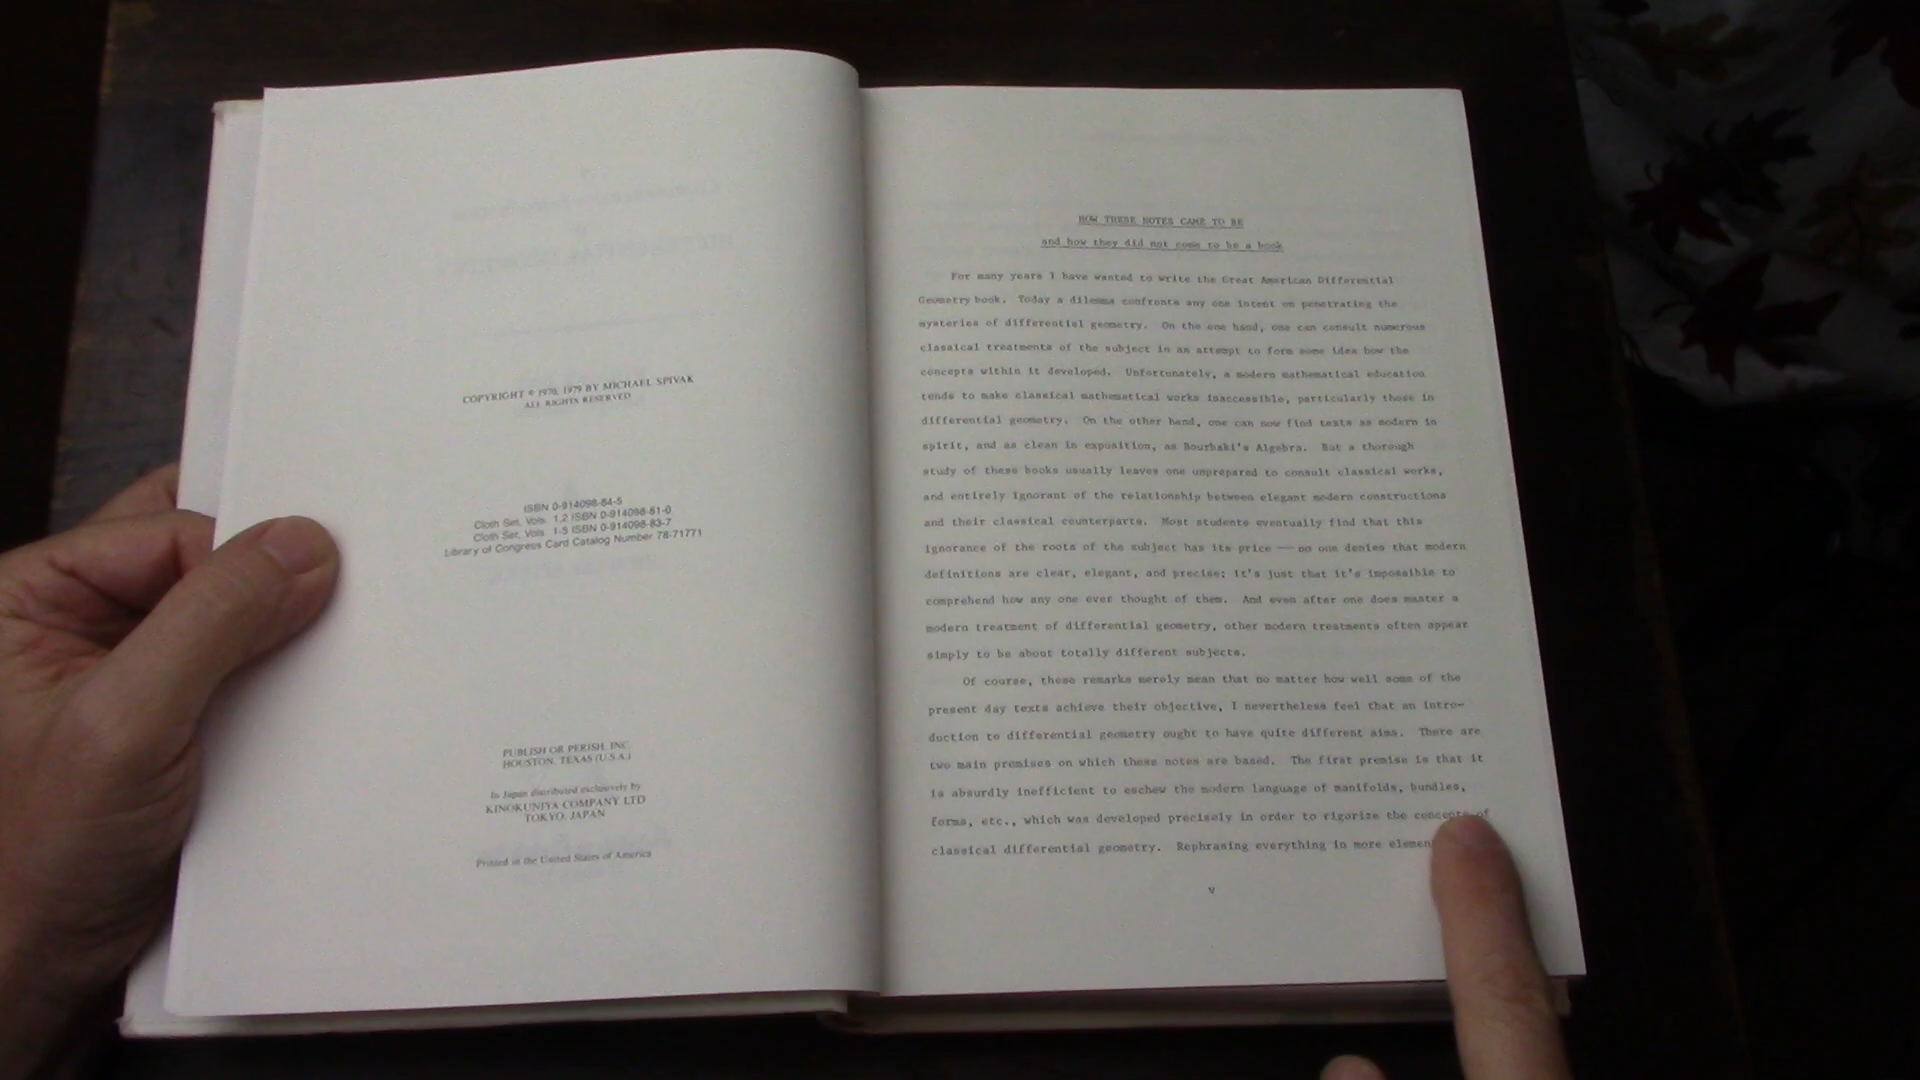 COPYRIGHT © 1970, 1979 BY MICHAEL SPIVAK
ALL RIGHTS RESERVED
ISBN 0-914098-84-5
Cloth Set, Vols. 1,2 ISBN 0-914098-81-0
Cloth Set, Vols. 1-5 ISBN 0-914098-83-7
Library of Congress Card Catalog Number 78-71771
PUBLISH OR PERISH, INC.
HOUSTON, TEXAS (U.S.A.)
In Japan distributed exclusively by
KINOKUNIYA COMPANY LTD
TOKYO, JAPAN
Printed in the United States of America
HOW THESE NOTES CAME TO BE
and how they did not come to be a book
For many years I have wanted to write the Great American Differential
Geometry book. Today a dilemma confronts any one intent on penetrating the
mysteries of differential geometry. On the one hand, one can consult numerous
classical treatments of the subject in an attempt to form some idea how the
concepts within it developed. Unfortunately, a modern mathematical education
tends to make classical mathematical works inaccessible, particularly those in
differential geometry. On the other hand, one can now find texts as modern in
spirit, and as clean in exposition, as Bourbaki's Algebra. But a thorough
study of these books usually leaves one unprepared to consult classical works,
and entirely ignorant of the relationship between elegant modern constructions
and their classical counterparts. Most students eventually find that this
ignorance of the roots of the subject has its price — no one denies that modern
definitions are clear, elegant, and precise; it's just that it's impossible to
comprehend how any one ever thought of them. And even after one does master a
modern treatment of differential geometry, other modern treatments often appear
simply to be about totally different subjects.
Of course, these remarks merely mean that no matter how well some of the
present day texts achieve their objective, I nevertheless feel that an intro-
duction to differential geometry ought to have quite different aims. There are
two main premises on which these notes are based. The first premise is that it
is absurdly inefficient to eschew the modern language of manifolds, bundles,
forms, etc., which was developed precisely in order to rigorize the concepts of
classical differential geometry. Rephrasing everything in more elemen
v